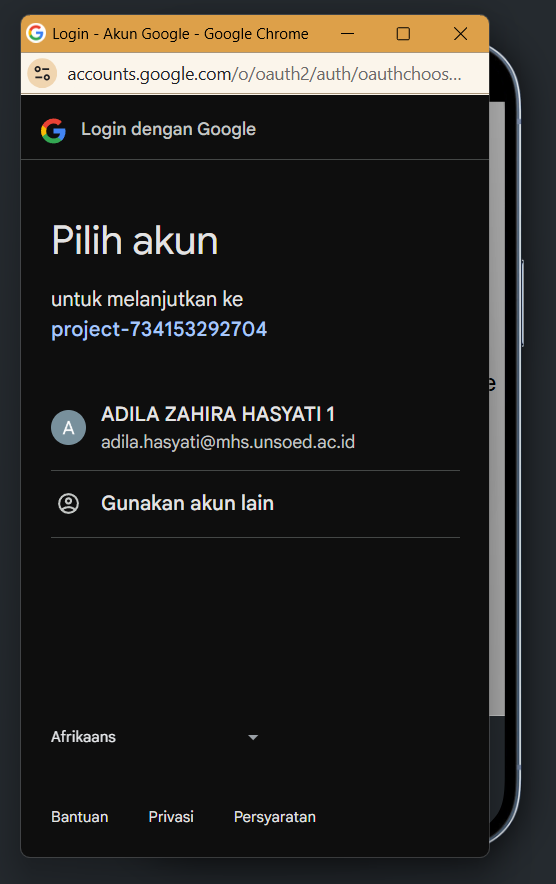 Login - Akun Google - Google Chrome
accounts.google.com/o/oauth2/auth/oauthchoos...
Login dengan Google
Pilih akun
untuk melanjutkan ke
project-734153292704
A
ADILA ZAHIRA HASYATI 1
adila.hasyati@mhs.unsoed.ac.id
Gunakan akun lain
Afrikaans
Bantuan Privasi Persyaratan